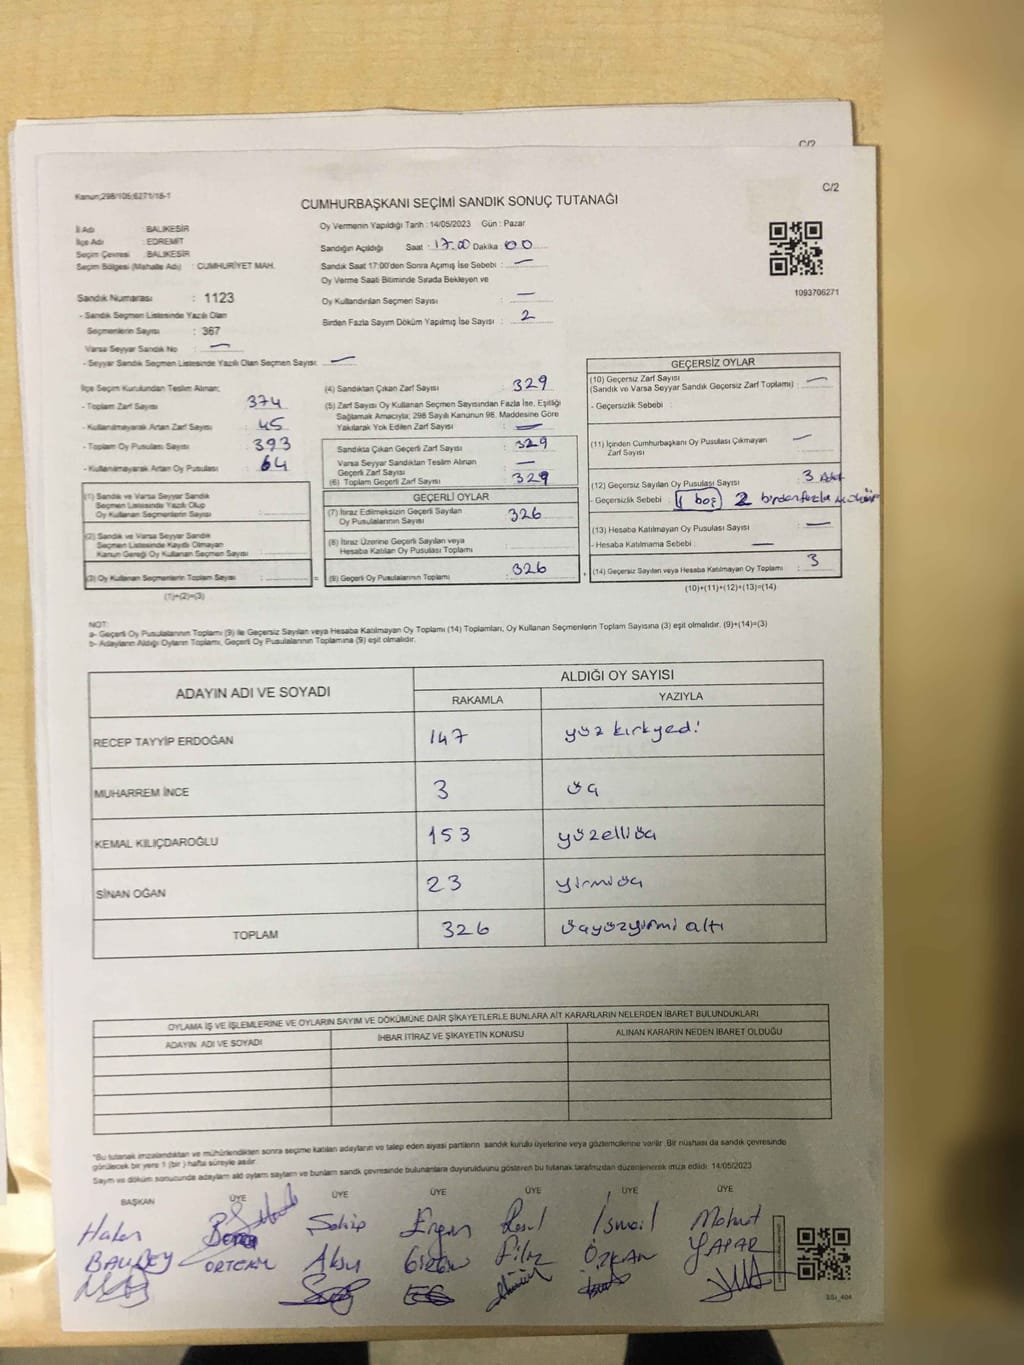 C/2
Kanun;298/105;6271/18-1
C/2
CUMHURBAŞKANI SEÇİMİ SANDIK SONUÇ TUTANAĞI
İl Adı : BALIKESİR
İlçe Adı : EDREMİT
Seçim Çevresi : BALIKESİR
Seçim Bölgesi (Mahalle Adı) : CUMHURİYET MAH.
Sandık Numarası : 1123
- Sandık Seçmen Listesinde Yazılı Olan
Seçmenlerin Sayısı : 367
Varsa Seyyar Sandık No : —
- Seyyar Sandık Seçmen Listesinde Yazılı Olan Seçmen Sayısı: —
Oy Vermenin Yapıldığı Tarih : 14/05/2023 Gün : Pazar
Sandığın Açıldığı Saat : 17.00 Dakika : 00
Sandık Saat 17:00'den Sonra Açımış İse Sebebi : —
Oy Verme Saati Bitiminde Sırada Bekleyen ve
Oy Kullandırılan Seçmen Sayısı : —
Birden Fazla Sayım Döküm Yapılmış İse Sayısı : 2
1093706271
İlçe Seçim Kurulundan Teslim Alınan;
- Toplam Zarf Sayısı : 374
- Kullanılmayarak Artan Zarf Sayısı : 45
- Toplam Oy Pusulası Sayısı : 393
- Kullanılmayarak Artan Oy Pusulası : 64
(1) Sandık ve Varsa Seyyar Sandık
Seçmen Listesinde Yazılı Olup
Oy Kullanan Seçmenlerin Sayısı :
(2) Sandık ve Varsa Seyyar Sandık
Seçmen Listesinde Kayıtlı Olmayan
Kanun Gereği Oy Kullanan Seçmen Sayısı :
(3) Oy Kullanan Seçmenlerin Toplam Sayısı :
(1)+(2)=(3)
(4) Sandıktan Çıkan Zarf Sayısı : 329
(5) Zarf Sayısı Oy Kullanan Seçmen Sayısından Fazla İse, Eşitliği
Sağlamak Amacıyla; 298 Sayılı Kanunun 98. Maddesine Göre
Yakılarak Yok Edilen Zarf Sayısı : —
Sandıkta Çıkan Geçerli Zarf Sayısı : 329
Varsa Seyyar Sandıktan Teslim Alınan
Geçerli Zarf Sayısı : —
(6) Toplam Geçerli Zarf Sayısı : 329
GEÇERLİ OYLAR
(7) İtiraz Edilmeksizin Geçerli Sayılan
Oy Pusulalarının Sayısı : 326
(8) İtiraz Üzerine Geçerli Sayılan veya
Hesaba Katılan Oy Pusulası Toplamı :
(9) Geçerli Oy Pusulalarının Toplamı : 326
GEÇERSİZ OYLAR
(10) Geçersiz Zarf Sayısı
(Sandık ve Varsa Seyyar Sandık Geçersiz Zarf Toplamı) : —
- Geçersizlik Sebebi :
(11) İçinden Cumhurbaşkanı Oy Pusulası Çıkmayan
Zarf Sayısı : —
(12) Geçersiz Sayılan Oy Pusulası Sayısı : 3 Adet
- Geçersizlik Sebebi : 1 boş 2 birden fazla
(13) Hesaba Katılmayan Oy Pusulası Sayısı : —
- Hesaba Katılmama Sebebi : —
(14) Geçersiz Sayılan veya Hesaba Katılmayan Oy Toplamı : 3
(10)+(11)+(12)+(13)=(14)
NOT:
a- Geçerli Oy Pusulalarının Toplamı (9) ile Geçersiz Sayılan veya Hesaba Katılmayan Oy Toplamı (14) Toplamları, Oy Kullanan Seçmenlerin Toplam Sayısına (3) eşit olmalıdır. (9)+(14)=(3)
b- Adayların Aldığı Oyların Toplamı, Geçerli Oy Pusulalarının Toplamına (9) eşit olmalıdır.
ADAYIN ADI VE SOYADI
ALDIĞI OY SAYISI
RAKAMLA YAZIYLA
RECEP TAYYİP ERDOĞAN 147 yüz kırkyedi
MUHARREM İNCE 3 üç
KEMAL KILIÇDAROĞLU 153 yüzelliüç
SİNAN OĞAN 23 yirmiüç
TOPLAM 326 üçyüzyirmi altı
OYLAMA İŞ VE İŞLEMLERİNE VE OYLARIN SAYIM VE DÖKÜMÜNE DAİR ŞİKAYETLERLE BUNLARA AİT KARARLARIN NELERDEN İBARET BULUNDUKLARI
ADAYIN ADI VE SOYADI İHBAR İTİRAZ VE ŞİKAYETİN KONUSU ALINAN KARARIN NEDEN İBARET OLDUĞU
*Bu tutanak imzalandıktan ve mühürlendikten sonra seçime katılan adayların ve talep eden siyasi partilerin sandık kurulu üyelerine veya gözlemcilerine verilir .Bir nüshası da sandık çevresinde
görülecek bir yere 1 (bir ) hafta süreyle asılır.
Sayım ve döküm sonucunda adayların aldığı oyların sayılarını ve bunların sandık çevresinde bulunanlara duyurulduğunu gösteren bu tutanak tarafımızdan düzenlenerek imza edildi. 14/05/2023
BAŞKAN ÜYE ÜYE ÜYE ÜYE ÜYE ÜYE
Hakan Bora Sahip Ergün Resul İsmail Mahmut
ORTEKİN Aksu Filiz ÖZKAN YAPAR
SSI_404